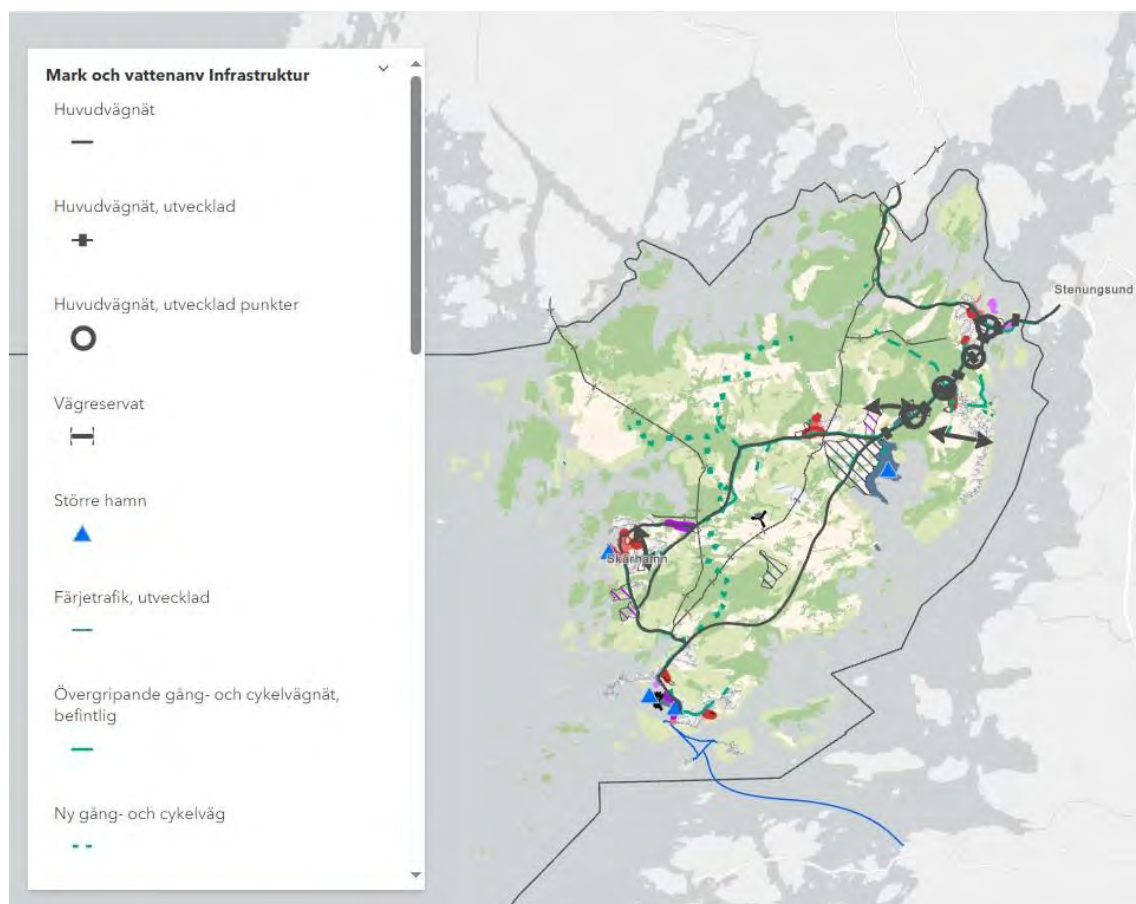 Mark och vattenanv Infrastruktur
Huvudvägnät
Huvudvägnät, utvecklad
Huvudvägnät, utvecklad punkter
Vägreservat
Större hamn
Färjetrafik, utvecklad
Övergripande gång- och cykelvägnät,
befintlig
Ny gång- och cykelväg
Stenungsund
Skärhamn